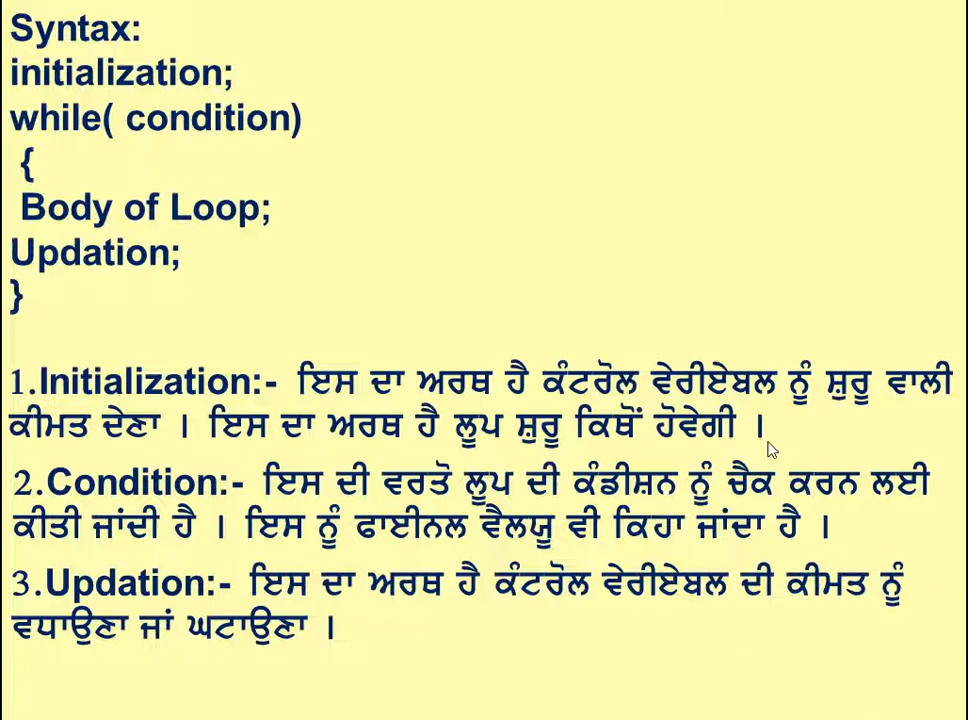 Syntax:
initialization;
while( condition)
{
Body of Loop;
Updation;
}
1.Initialization:- ਇਸ ਦਾ ਅਰਥ ਹੈ ਕੰਟਰੋਲ ਵੇਰੀਏਬਲ ਨੂੰ ਸ਼ੁਰੂ ਵਾਲੀ
ਕੀਮਤ ਦੇਣਾ । ਇਸ ਦਾ ਅਰਥ ਹੈ ਲੂਪ ਸ਼ੁਰੂ ਕਿਥੋਂ ਹੋਵੇਗੀ ।
2.Condition:- ਇਸ ਦੀ ਵਰਤੋ ਲੂਪ ਦੀ ਕੰਡੀਸ਼ਨ ਨੂੰ ਚੈਕ ਕਰਨ ਲਈ
ਕੀਤੀ ਜਾਂਦੀ ਹੈ । ਇਸ ਨੂੰ ਫਾਈਨਲ ਵੈਲਯੂ ਵੀ ਕਿਹਾ ਜਾਂਦਾ ਹੈ ।
3.Updation:- ਇਸ ਦਾ ਅਰਥ ਹੈ ਕੰਟਰੋਲ ਵੇਰੀਏਬਲ ਦੀ ਕੀਮਤ ਨੂੰ
ਵਧਾਉਣਾ ਜਾਂ ਘਟਾਉਣਾ ।